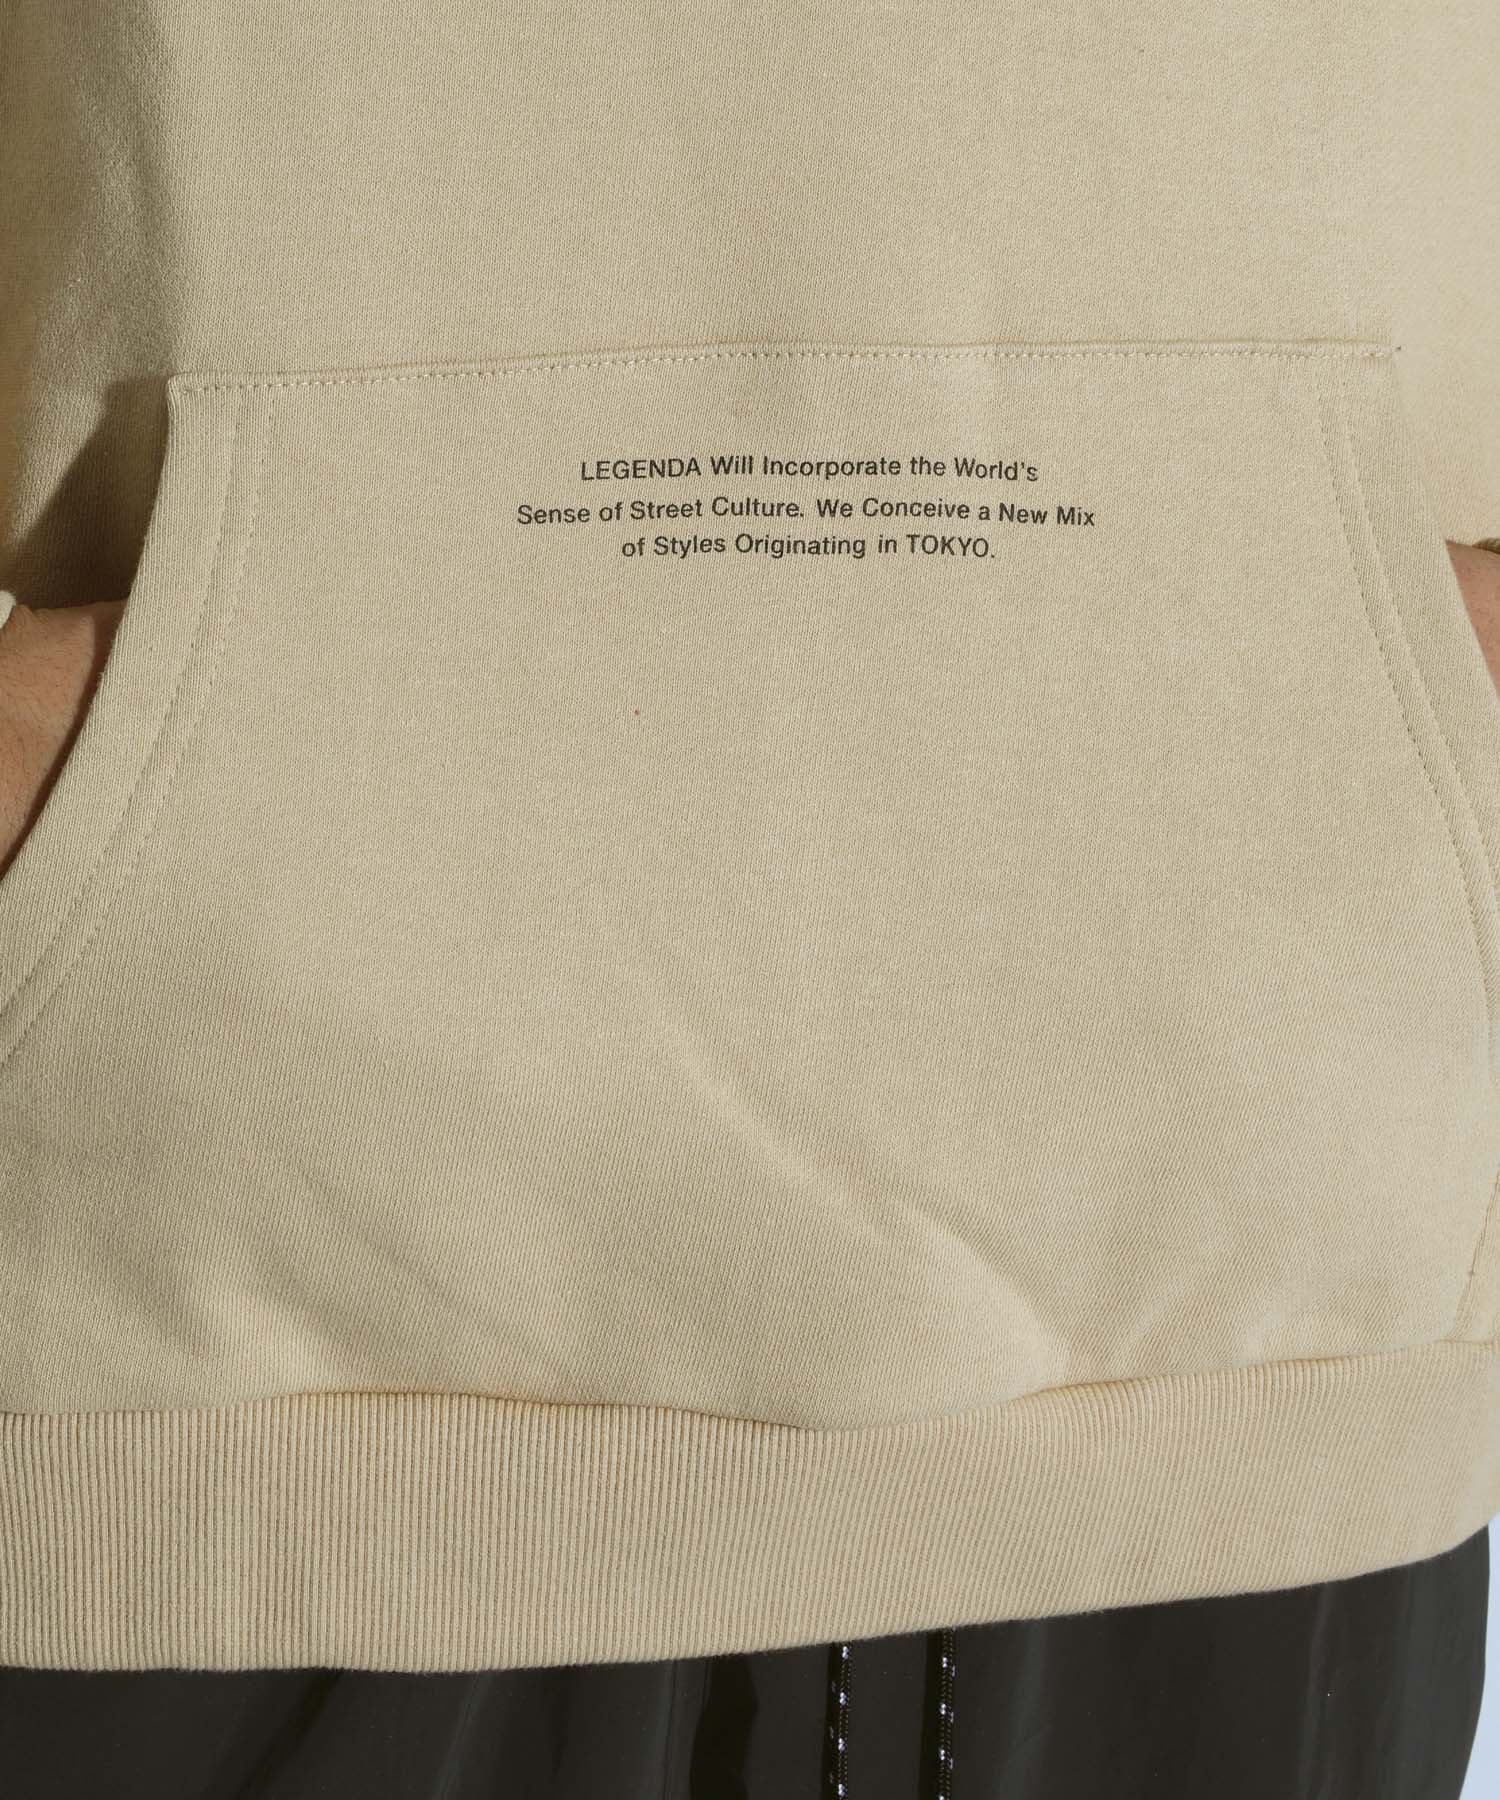 LEGENDA Will Incorporate the World's
Sense of Street Culture. We Conceive a New Mix
of Styles Originating in TOKYO.